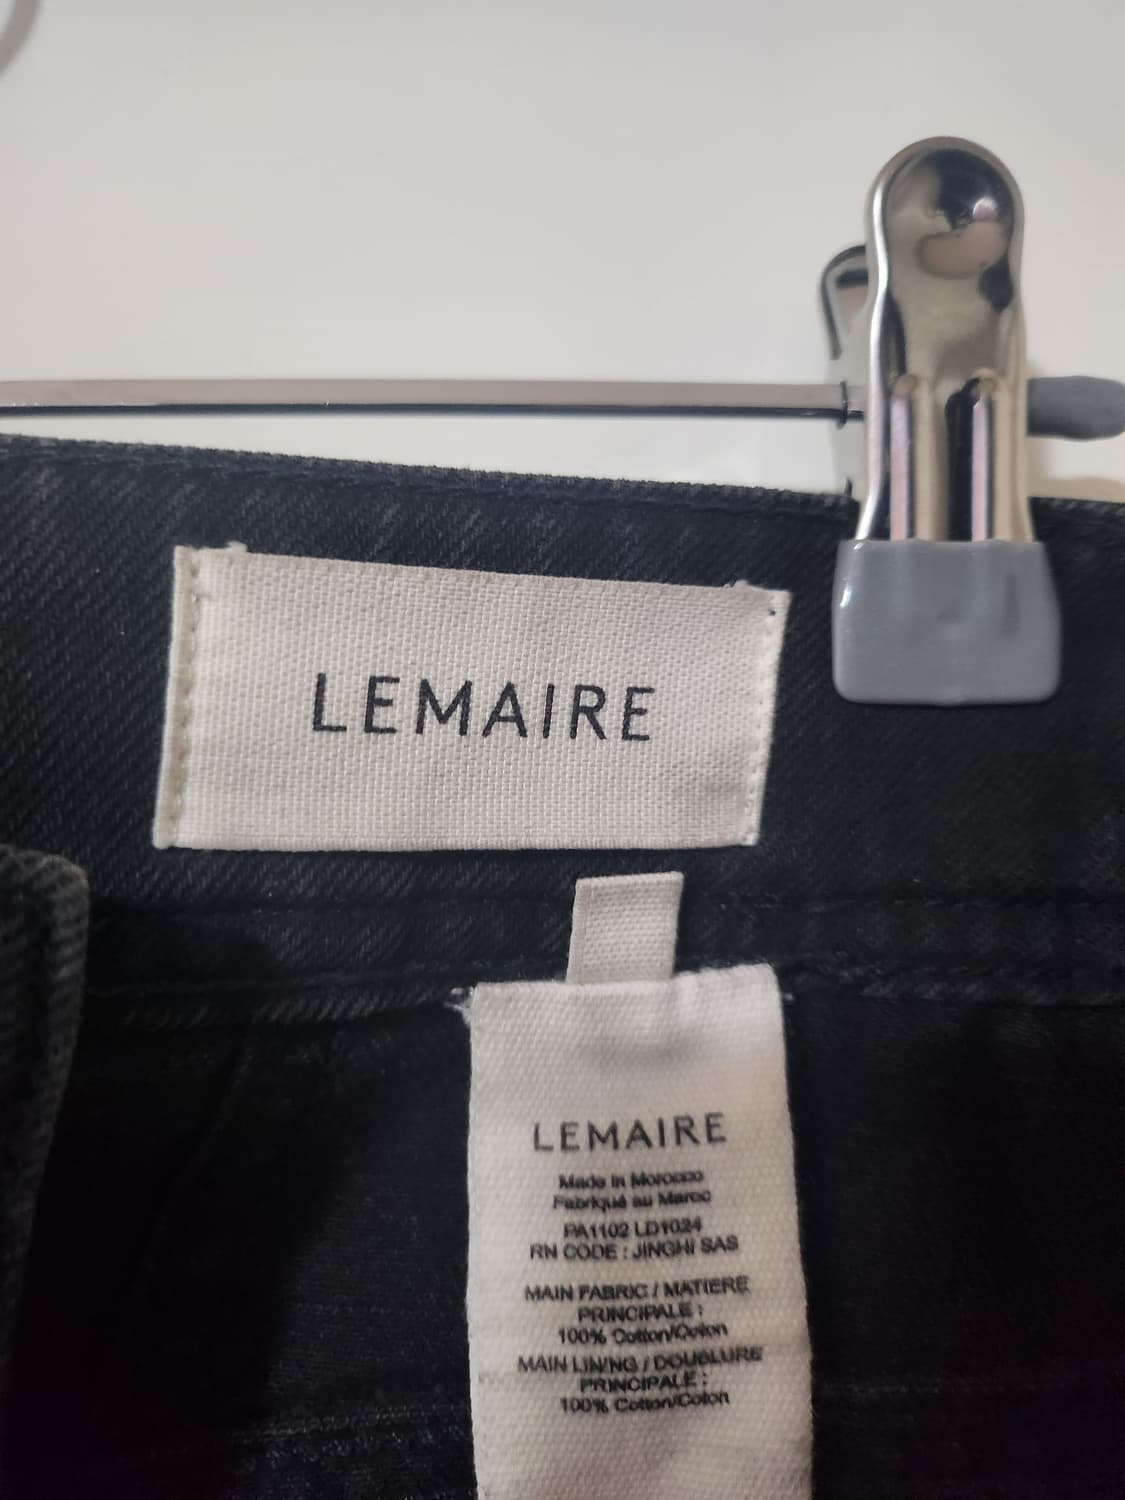 LEMAIRE
LEMAIRE
Made in Morocco
Fabriqué au Maroc
PA1102 LD1024
RN CODE : JINGHI SAS
MAIN FABRIC / MATIERE
PRINCIPALE :
100% Cotton/Coton
MAIN LINING / DOUBLURE
PRINCIPALE :
100% Cotton/Coton